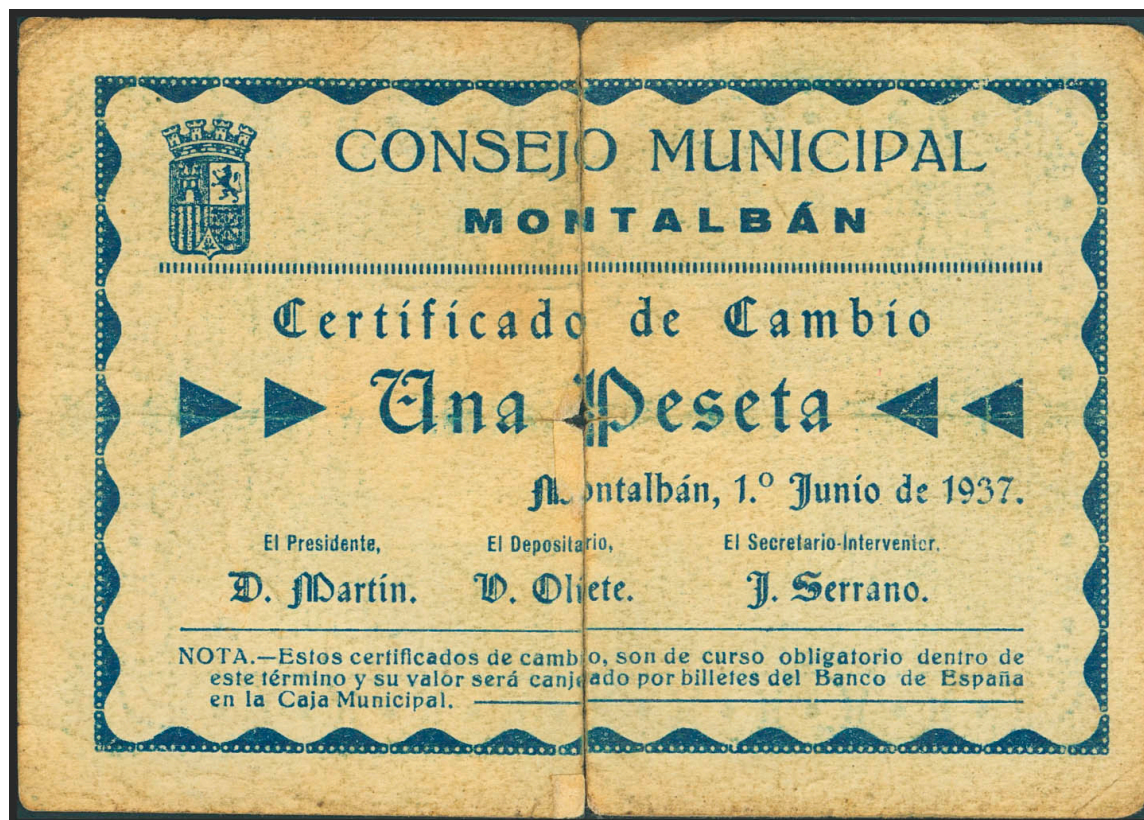 CONSEJO MUNICIPAL
MONTALBÁN
Certificado de Cambio
Una Peseta
Montalbán, 1.º Junio de 1937.
El Presidente, El Depositario, El Secretario-Interventor,
D. Martín. V. Oliete. J. Serrano.
NOTA.—Estos certificados de cambio, son de curso obligatorio dentro de
este término y su valor será canjeado por billetes del Banco de España
en la Caja Municipal.